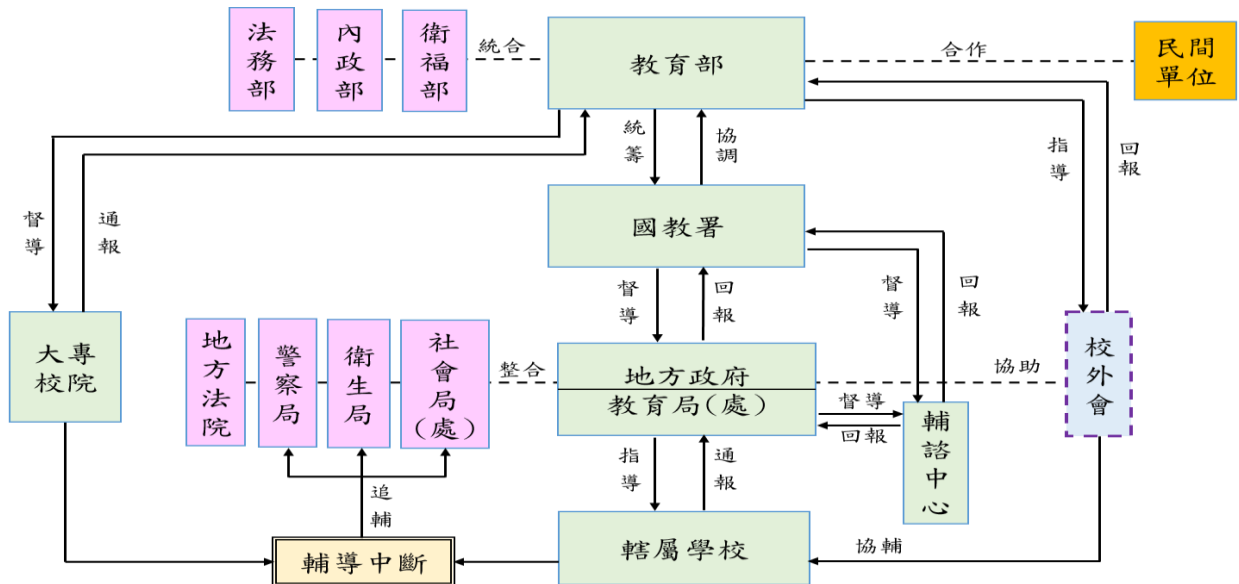 法務部
內政部
衛福部
統合
教育部
合作
民間
單位
統籌
協調
指導
回報
督導
通報
國教署
督導
回報
督導
回報
大專
校院
地方法院
警察局
衛生局
社會局(處)
整合
地方政府
教育局(處)
協助
校外會
督導
回報
輔諮中心
指導
通報
追輔
輔導中斷
轄屬學校
協輔